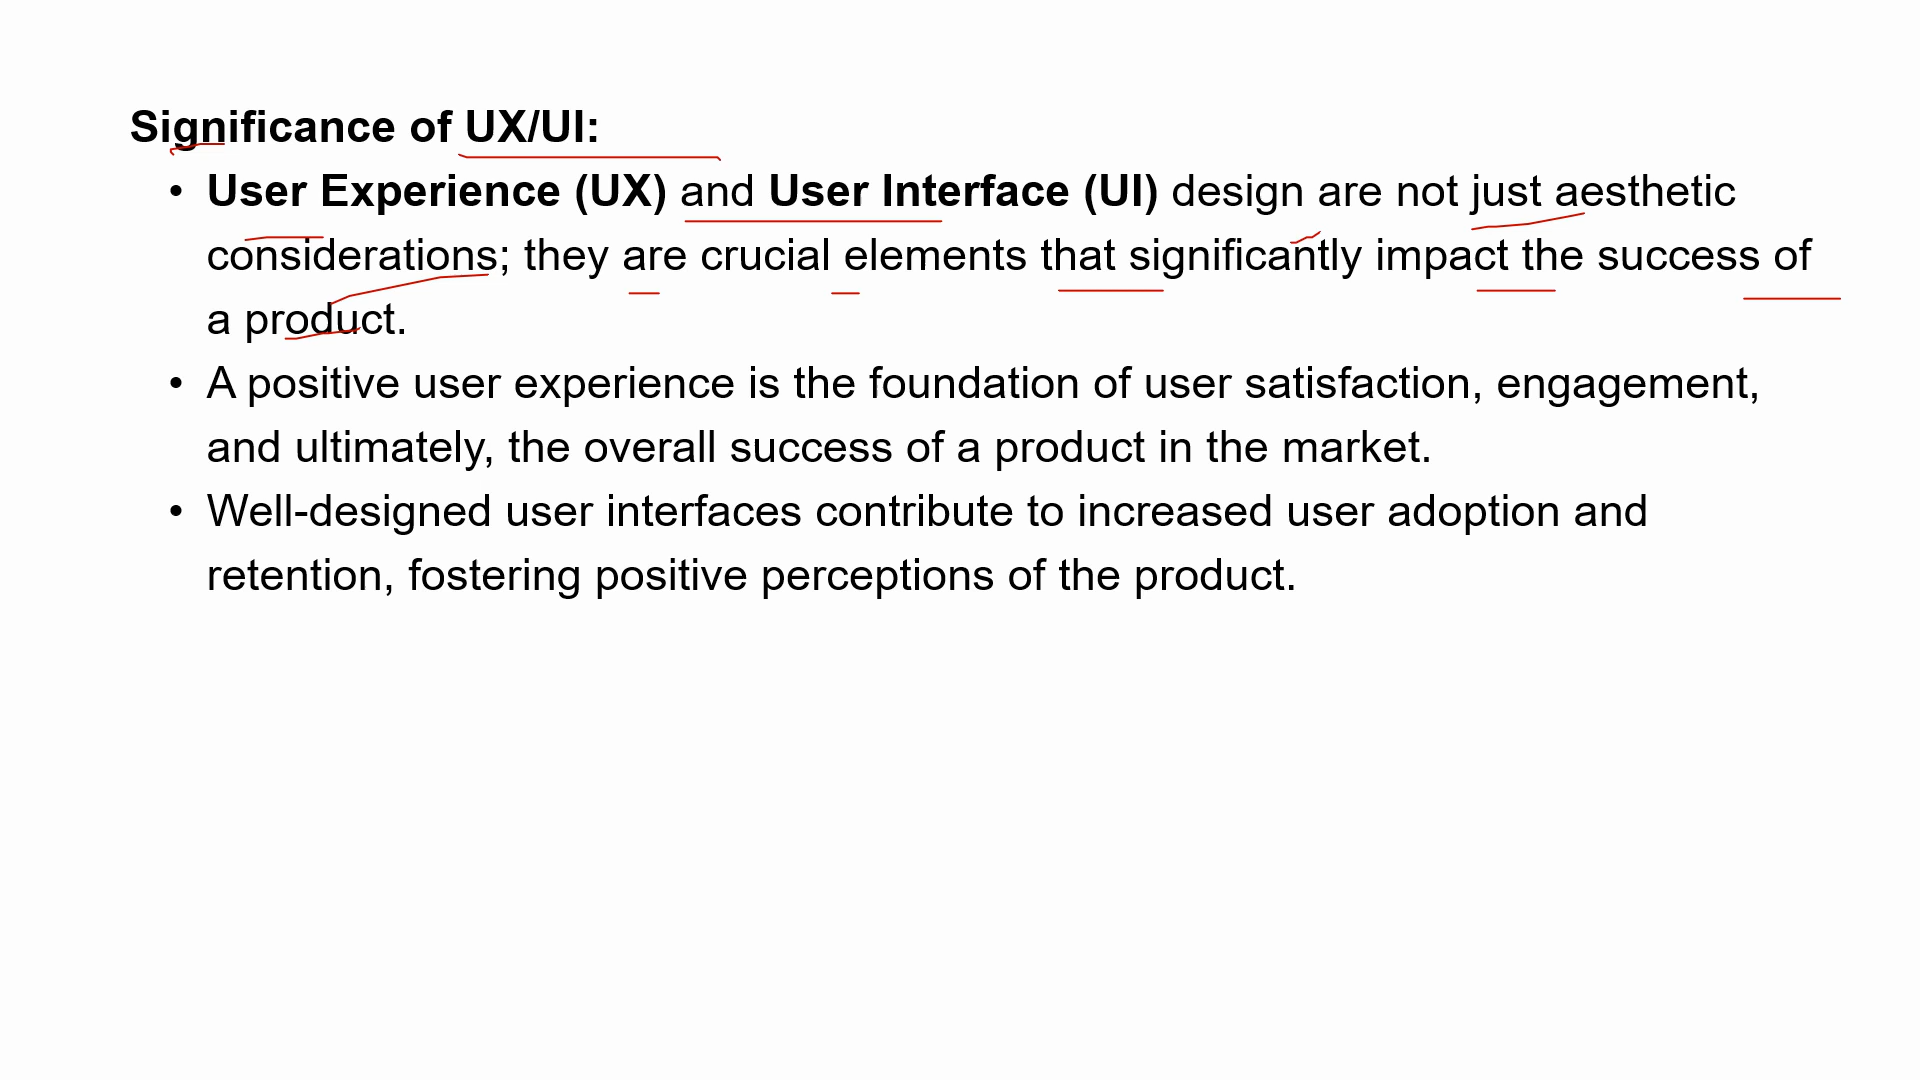 Significance of UX/UI:
• User Experience (UX) and User Interface (UI) design are not just aesthetic
considerations; they are crucial elements that significantly impact the success of
a product.
• A positive user experience is the foundation of user satisfaction, engagement,
and ultimately, the overall success of a product in the market.
• Well-designed user interfaces contribute to increased user adoption and
retention, fostering positive perceptions of the product.